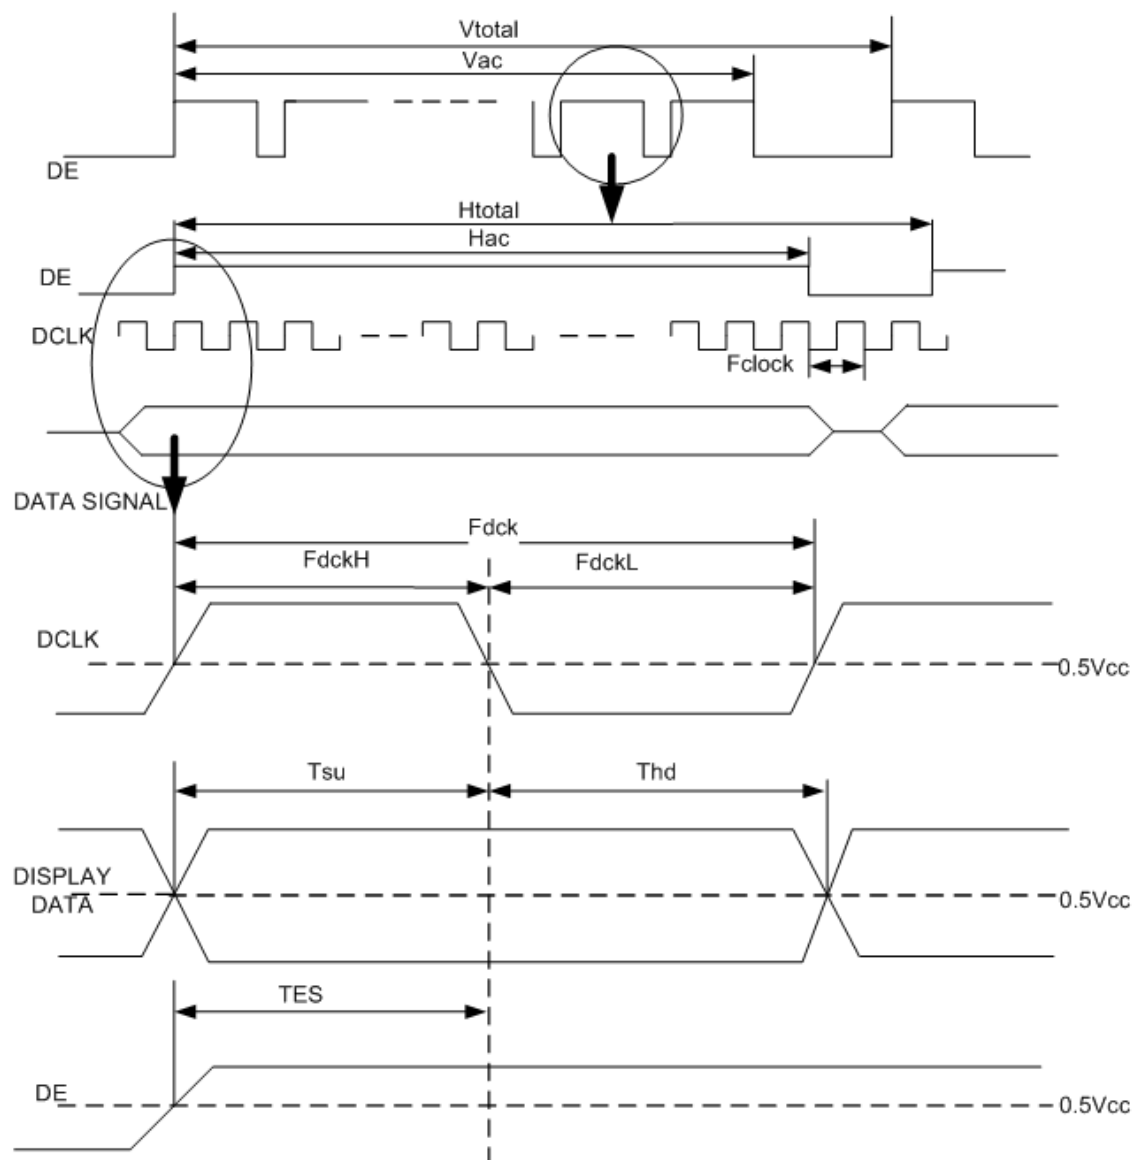 Vtotal
Vac
DE
Htotal
Hac
DE
DCLK
Fclock
DATA SIGNAL
Fdck
FdckH
FdckL
DCLK
0.5Vcc
Tsu
Thd
DISPLAY
DATA
0.5Vcc
TES
DE
0.5Vcc